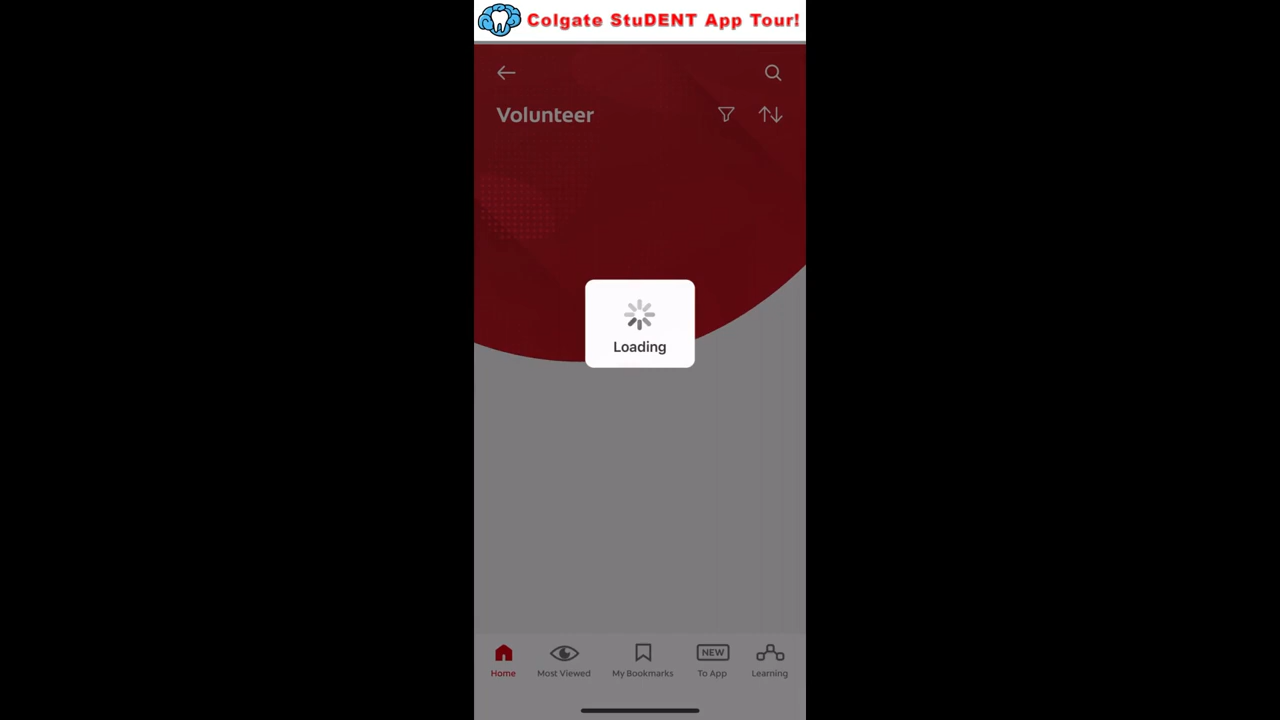 Colgate StuDENT App Tour!
Volunteer
Loading
NEW
Home Most Viewed My Bookmarks To App Learning